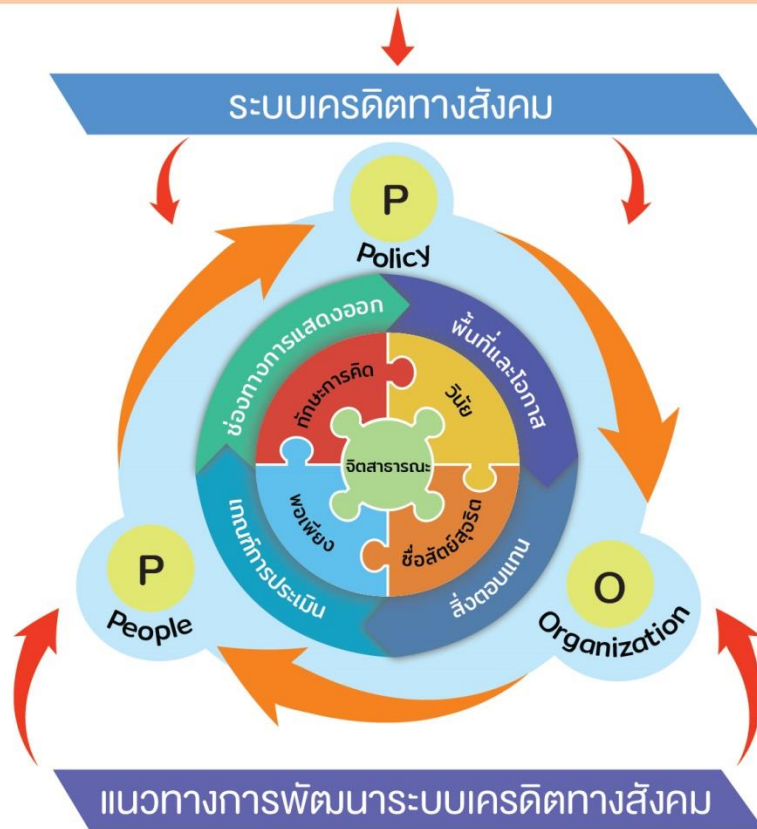 ระบบเครดิตทางสังคม
P
Policy
ช่องทางการแสดงออก
พื้นที่และโอกาส
ทักษะการคิด
วินัย
จิตสาธารณะ
พอเพียง
ซื่อสัตย์สุจริต
เกณฑ์การประเมิน
สิ่งตอบแทน
P
People
O
Organization
แนวทางการพัฒนาระบบเครดิตทางสังคม